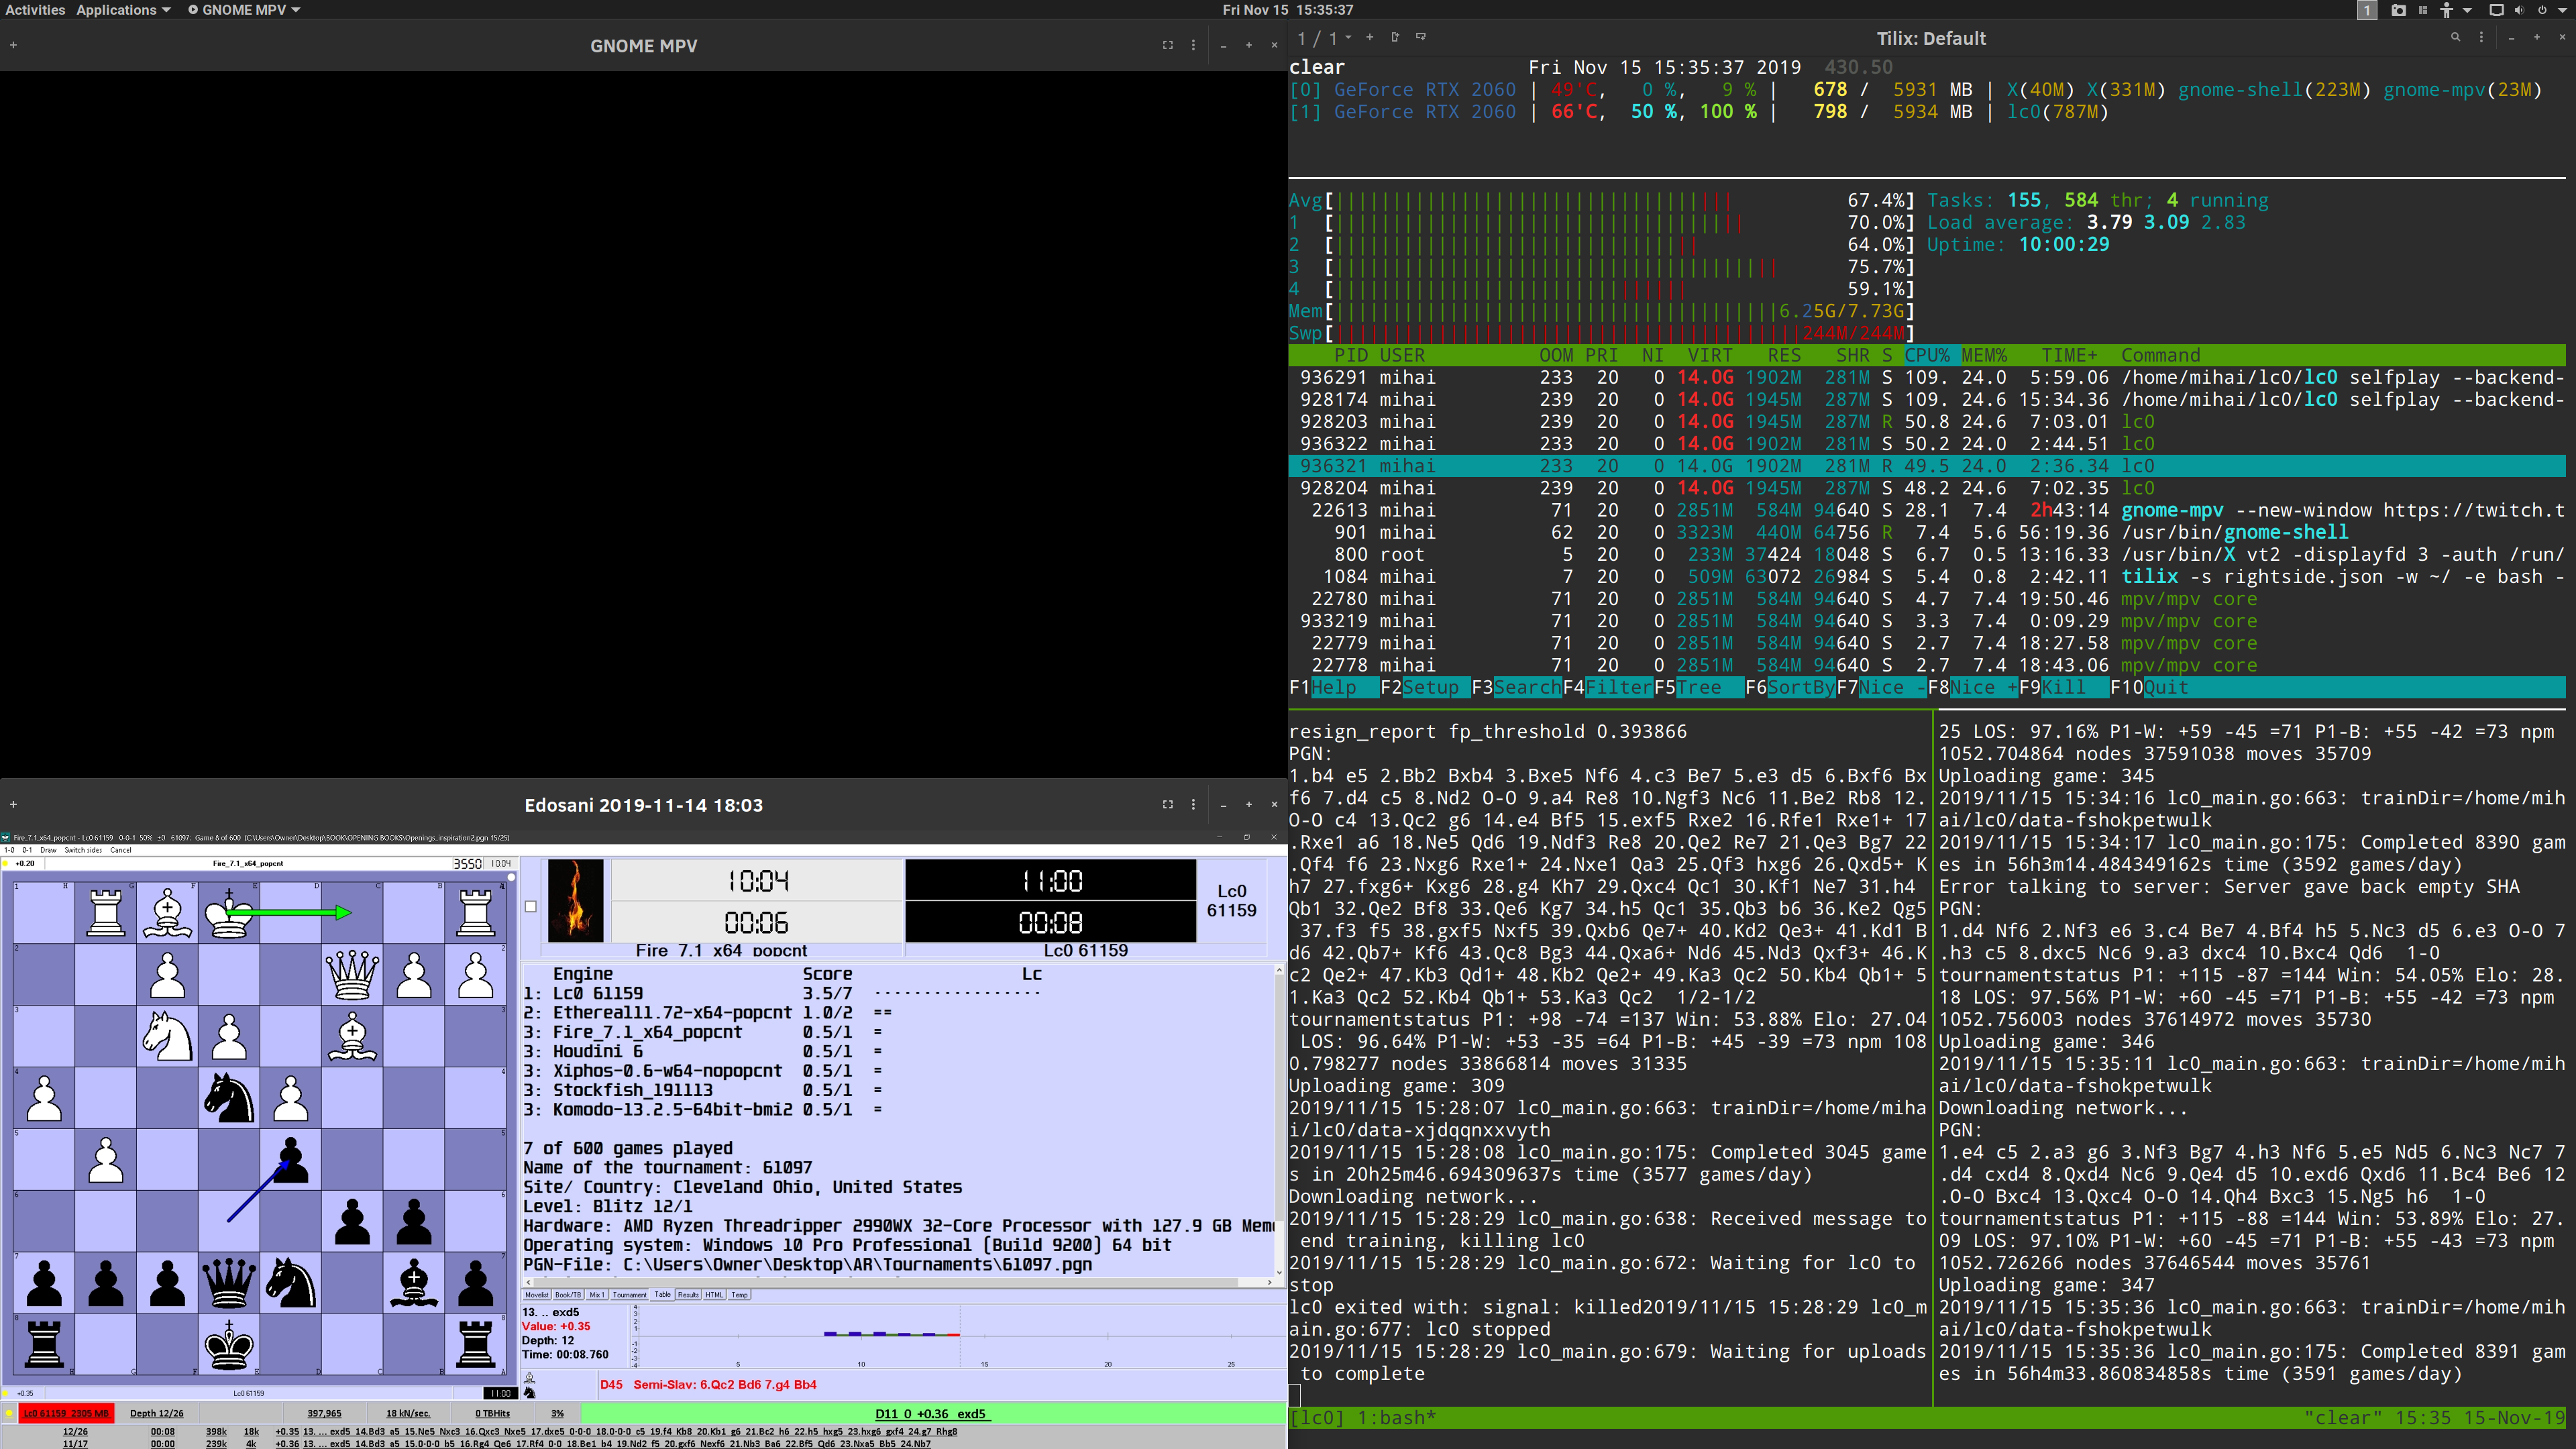 Activities Applications GNOME MPV Fri Nov 15 15:35:37 1
GNOME MPV
1 / 1 Tilix: Default
clear Fri Nov 15 15:35:37 2019 430.50
[0] GeForce RTX 2060 | 49'C, 0 %, 9 % | 678 / 5931 MB | X(40M) X(331M) gnome-shell(223M) gnome-mpv(23M)
[1] GeForce RTX 2060 | 66'C, 50 %, 100 % | 798 / 5934 MB | lc0(787M)
Avg[ 67.4%] Tasks: 155, 584 thr; 4 running
1 [ 70.0%] Load average: 3.79 3.09 2.83
2 [ 64.0%] Uptime: 10:00:29
3 [ 75.7%]
4 [ 59.1%]
Mem[ 6.25G/7.73G]
Swp[ 244M/244M]
PID USER OOM PRI NI VIRT RES SHR S CPU% MEM% TIME+ Command
936291 mihai 233 20 0 14.0G 1902M 281M S 109. 24.0 5:59.06 /home/mihai/lc0/lc0 selfplay --backend-
928174 mihai 239 20 0 14.0G 1945M 287M S 109. 24.6 15:34.36 /home/mihai/lc0/lc0 selfplay --backend-
928203 mihai 239 20 0 14.0G 1945M 287M R 50.8 24.6 7:03.01 lc0
936322 mihai 233 20 0 14.0G 1902M 281M S 50.2 24.0 2:44.51 lc0
936321 mihai 233 20 0 14.0G 1902M 281M R 49.5 24.0 2:36.34 lc0
928204 mihai 239 20 0 14.0G 1945M 287M S 48.2 24.6 7:02.35 lc0
22613 mihai 71 20 0 2851M 584M 94640 S 28.1 7.4 2h43:14 gnome-mpv --new-window https://twitch.t
901 mihai 62 20 0 3323M 440M 64756 R 7.4 5.6 56:19.36 /usr/bin/gnome-shell
800 root 5 20 0 233M 37424 18048 S 6.7 0.5 13:16.33 /usr/bin/X vt2 -displayfd 3 -auth /run/
1084 mihai 7 20 0 509M 63072 26984 S 5.4 0.8 2:42.11 tilix -s rightside.json -w ~/ -e bash -
22780 mihai 71 20 0 2851M 584M 94640 S 4.7 7.4 19:50.46 mpv/mpv core
933219 mihai 71 20 0 2851M 584M 94640 S 3.3 7.4 0:09.29 mpv/mpv core
22779 mihai 71 20 0 2851M 584M 94640 S 2.7 7.4 18:27.58 mpv/mpv core
22778 mihai 71 20 0 2851M 584M 94640 S 2.7 7.4 18:43.06 mpv/mpv core
F1Help F2Setup F3SearchF4FilterF5Tree F6SortByF7Nice -F8Nice +F9Kill F10Quit
resign_report fp_threshold 0.393866
PGN:
1.b4 e5 2.Bb2 Bxb4 3.Bxe5 Nf6 4.c3 Be7 5.e3 d5 6.Bxf6 Bx
f6 7.d4 c5 8.Nd2 O-O 9.a4 Re8 10.Ngf3 Nc6 11.Be2 Rb8 12.
O-O c4 13.Qc2 g6 14.e4 Bf5 15.exf5 Rxe2 16.Rfe1 Rxe1+ 17
.Rxe1 a6 18.Ne5 Qd6 19.Ndf3 Re8 20.Qe2 Re7 21.Qe3 Bg7 22
.Qf4 f6 23.Nxg6 Rxe1+ 24.Nxe1 Qa3 25.Qf3 hxg6 26.Qxd5+ K
h7 27.fxg6+ Kxg6 28.g4 Kh7 29.Qxc4 Qc1 30.Kf1 Ne7 31.h4
Qb1 32.Qe2 Bf8 33.Qe6 Kg7 34.h5 Qc1 35.Qb3 b6 36.Ke2 Qg5
37.f3 f5 38.gxf5 Nxf5 39.Qxb6 Qe7+ 40.Kd2 Qe3+ 41.Kd1 B
d6 42.Qb7+ Kf6 43.Qc8 Bg3 44.Qxa6+ Nd6 45.Nd3 Qxf3+ 46.K
c2 Qe2+ 47.Kb3 Qd1+ 48.Kb2 Qe2+ 49.Ka3 Qc2 50.Kb4 Qb1+ 5
1.Ka3 Qc2 52.Kb4 Qb1+ 53.Ka3 Qc2 1/2-1/2
tournamentstatus P1: +98 -74 =137 Win: 53.88% Elo: 27.04
LOS: 96.64% P1-W: +53 -35 =64 P1-B: +45 -39 =73 npm 108
0.798277 nodes 33866814 moves 31335
Uploading game: 309
2019/11/15 15:28:07 lc0_main.go:663: trainDir=/home/miha
i/lc0/data-xjdqqnxxvyth
2019/11/15 15:28:08 lc0_main.go:175: Completed 3045 game
s in 20h25m46.694309637s time (3577 games/day)
Downloading network...
2019/11/15 15:28:29 lc0_main.go:638: Received message to
end training, killing lc0
2019/11/15 15:28:29 lc0_main.go:672: Waiting for lc0 to
stop
lc0 exited with: signal: killed2019/11/15 15:28:29 lc0_m
ain.go:677: lc0 stopped
2019/11/15 15:28:29 lc0_main.go:679: Waiting for uploads
to complete
25 LOS: 97.16% P1-W: +59 -45 =71 P1-B: +55 -42 =73 npm
1052.704864 nodes 37591038 moves 35709
Uploading game: 345
2019/11/15 15:34:16 lc0_main.go:663: trainDir=/home/mih
ai/lc0/data-fshokpetwulk
2019/11/15 15:34:17 lc0_main.go:175: Completed 8390 gam
es in 56h3m14.484349162s time (3592 games/day)
Error talking to server: Server gave back empty SHA
PGN:
1.d4 Nf6 2.Nf3 e6 3.c4 Be7 4.Bf4 h5 5.Nc3 d5 6.e3 O-O 7
.h3 c5 8.dxc5 Nc6 9.a3 dxc4 10.Bxc4 Qd6 1-0
tournamentstatus P1: +115 -87 =144 Win: 54.05% Elo: 28.
18 LOS: 97.56% P1-W: +60 -45 =71 P1-B: +55 -42 =73 npm
1052.756003 nodes 37614972 moves 35730
Uploading game: 346
2019/11/15 15:35:11 lc0_main.go:663: trainDir=/home/mih
ai/lc0/data-fshokpetwulk
Downloading network...
PGN:
1.e4 c5 2.a3 g6 3.Nf3 Bg7 4.h3 Nf6 5.e5 Nd5 6.Nc3 Nc7 7
.d4 cxd4 8.Qxd4 Nc6 9.Qe4 d5 10.exd6 Qxd6 11.Bc4 Be6 12
.O-O Bxc4 13.Qxc4 O-O 14.Qh4 Bxc3 15.Ng5 h6 1-0
tournamentstatus P1: +115 -88 =144 Win: 53.89% Elo: 27.
09 LOS: 97.10% P1-W: +60 -45 =71 P1-B: +55 -43 =73 npm
1052.726266 nodes 37646544 moves 35761
Uploading game: 347
2019/11/15 15:35:36 lc0_main.go:663: trainDir=/home/mih
ai/lc0/data-fshokpetwulk
2019/11/15 15:35:36 lc0_main.go:175: Completed 8391 gam
es in 56h4m33.860834858s time (3591 games/day)
[lc0] 1:bash* "clear" 15:35 15-Nov-19
Edosani 2019-11-14 18:03
Fire_7.1_x64_popcnt - Lc0 61159 0-0-1 50% ±0 61097: Game 8 of 600 (C:\Users\Owner\Desktop\BOOK\OPENING BOOKS\Openings_inspiration2.pgn 15/25)
1-0 0-1 Draw Switch sides Cancel
+0.20 Fire_7.1_x64_popcnt 3550 10:04
10:04 11:00 Lc0 61159
00:06 00:08
Fire 7.1 x64 popcnt Lc0 61159
Engine Score Lc
1: Lc0 61159 3.5/7 ··················
2: Ethereal11.72-x64-popcnt 1.0/2 ==
3: Fire_7.1_x64_popcnt 0.5/1 =
3: Houdini 6 0.5/1 =
3: Xiphos-0.6-w64-nopopcnt 0.5/1 =
3: Stockfish_191113 0.5/1 =
3: Komodo-13.2.5-64bit-bmi2 0.5/1 =
7 of 600 games played
Name of the tournament: 61097
Site/ Country: Cleveland Ohio, United States
Level: Blitz 12/1
Hardware: AMD Ryzen Threadripper 2990WX 32-Core Processor with 127.9 GB Mem
Operating system: Windows 10 Pro Professional (Build 9200) 64 bit
PGN-File: C:\Users\Owner\Desktop\AR\Tournaments\61097.pgn
Movelist Book/TB Mix 1 Tournament Table Results HTML Temp
13. .. exd5
Value: +0.35
Depth: 12
Time: 00:08.760
5 10 15 20 25
D45 Semi-Slav: 6.Qc2 Bd6 7.g4 Bb4
+0.35 Lc0 61159 11:00
Lc0 61159 2305 MB Depth 12/26 397,965 18 kN/sec. 0 TBHits 3% D11 0 +0.36 exd5
12/26 00:08 398k 18k +0.35 13. ... exd5 14.Bd3 a5 15.Ne5 Nxc3 16.Qxc3 Nxe5 17.dxe5 0-0-0 18.0-0-0 c5 19.f4 Kb8 20.Kb1 g6 21.Bc2 h6 22.h5 hxg5 23.hxg6 gxf4 24.g7 Rhg8
11/17 00:00 239k 4k +0.36 13. ... exd5 14.Bd3 a5 15.0-0-0 b5 16.Rg4 Qe6 17.Rf4 0-0 18.Be1 b4 19.Nd2 f5 20.gxf6 Nexf6 21.Nb3 Ba6 22.Bf5 Qd6 23.Nxa5 Bb5 24.Nb7